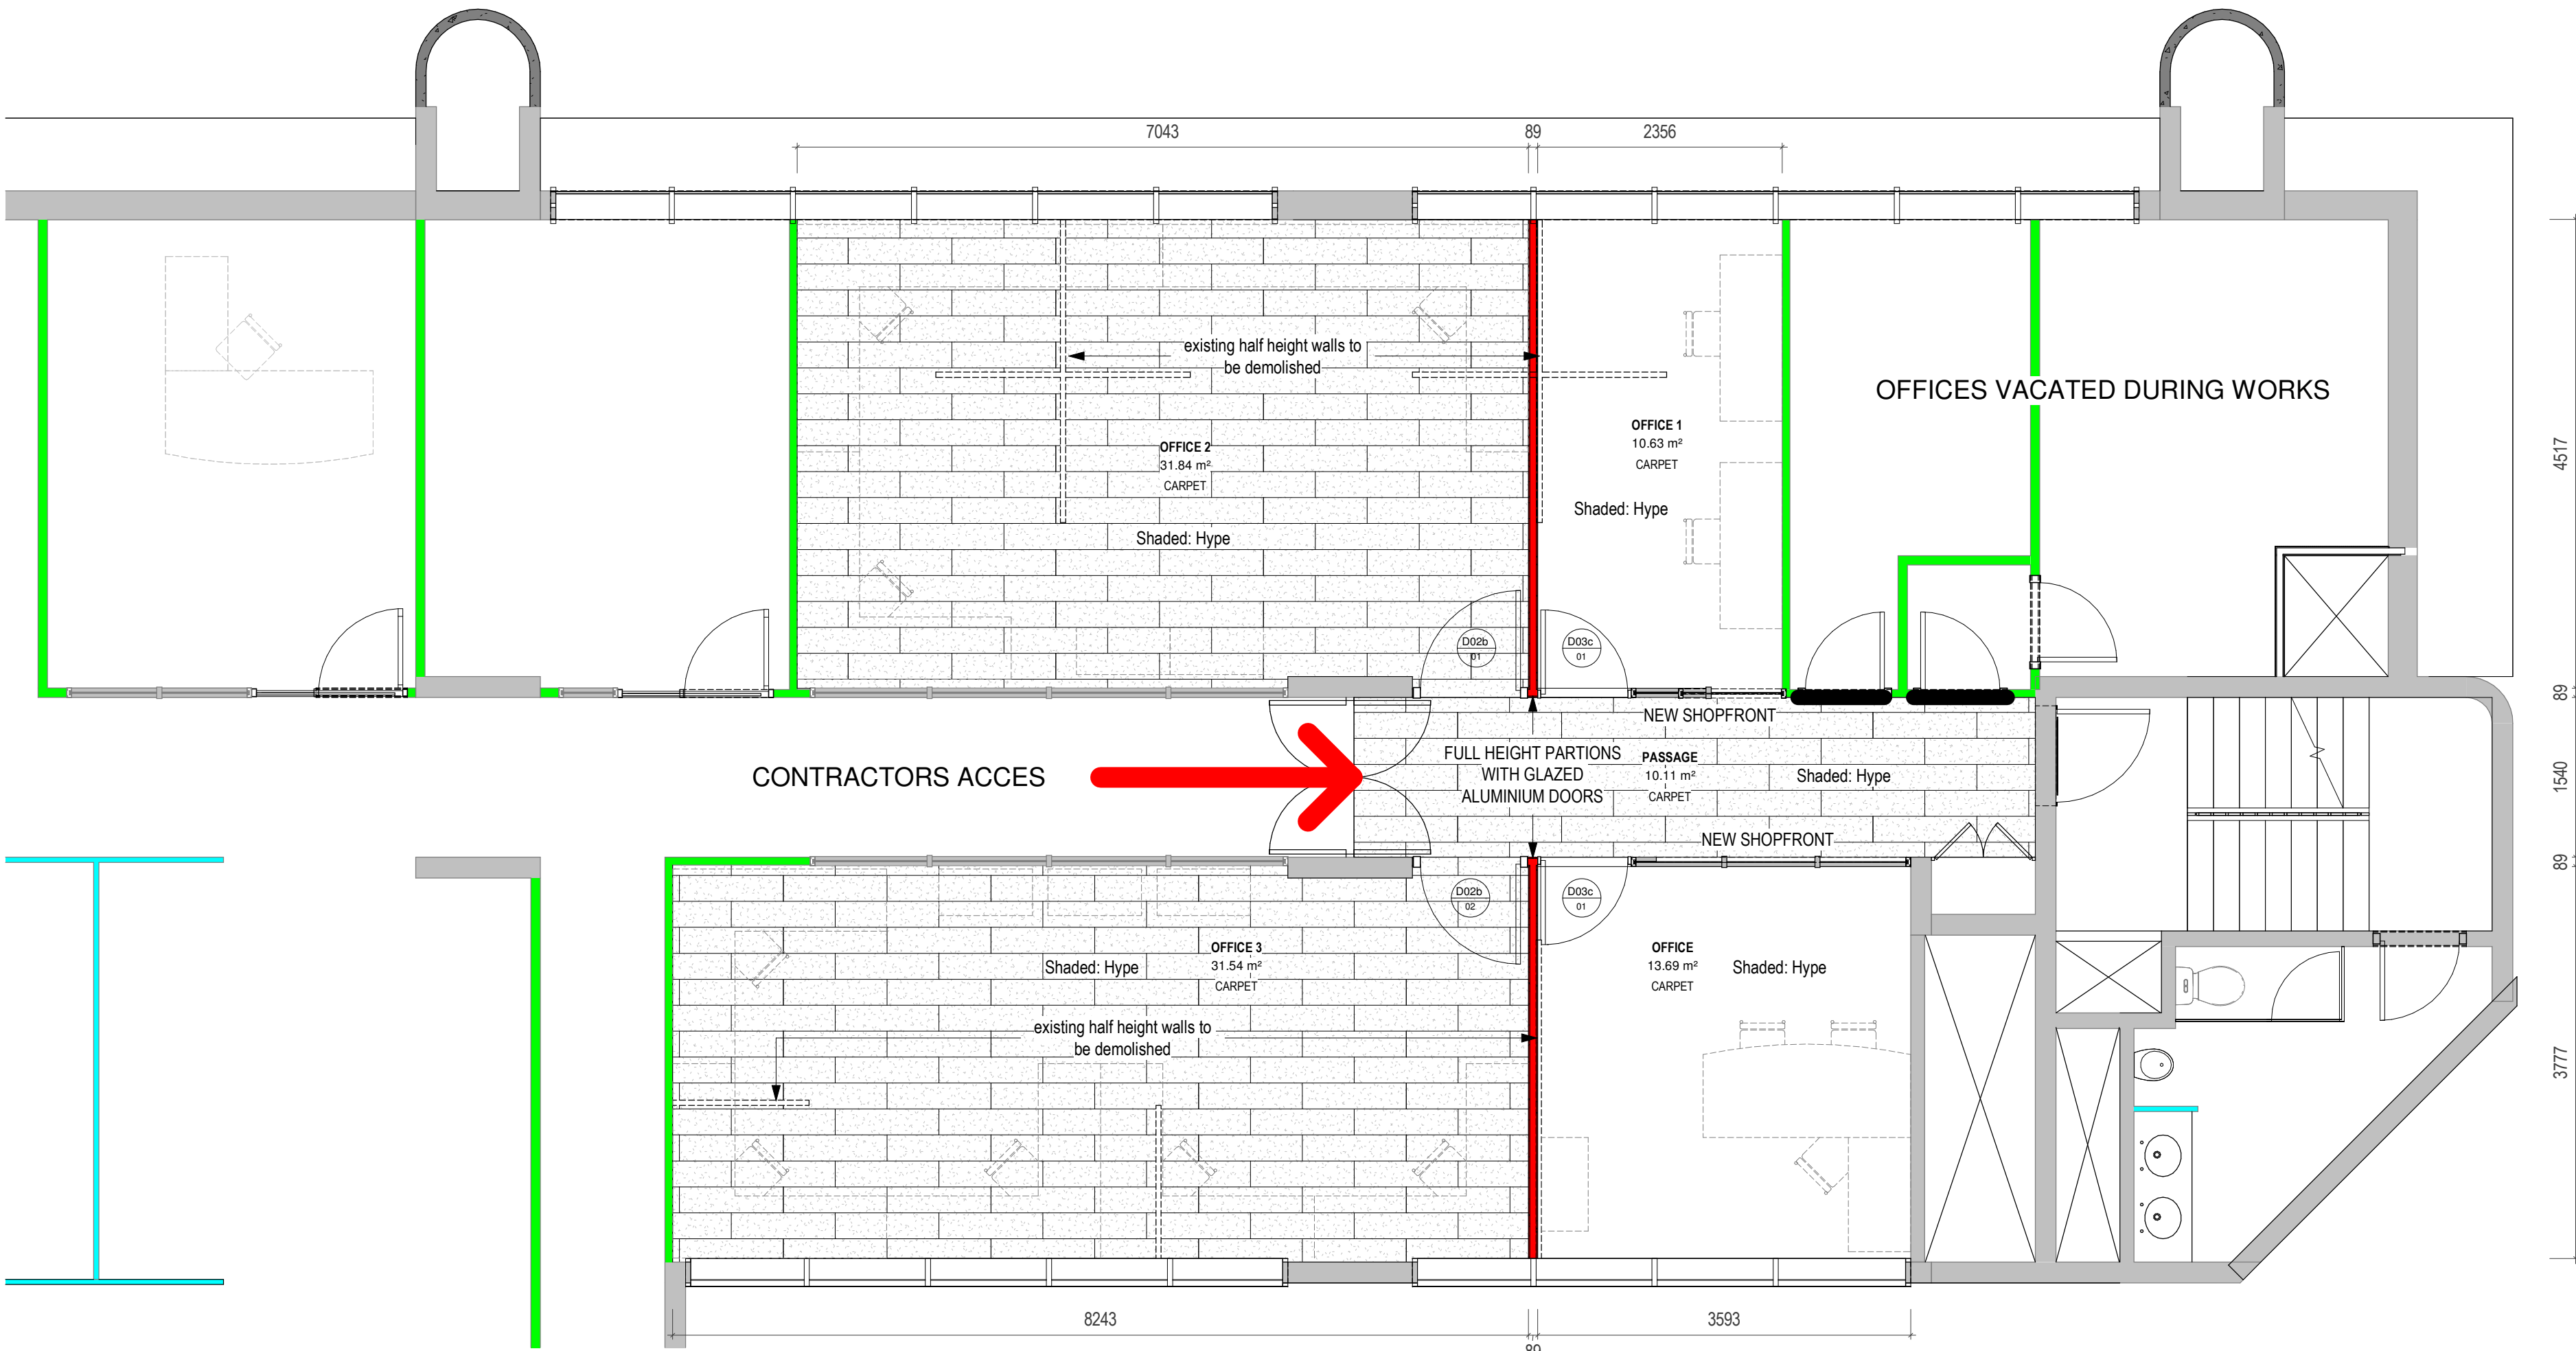 7043
89
2356
existing half height walls to
be demolished
OFFICES VACATED DURING WORKS
OFFICE 2
31.84 m²
CARPET
Shaded: Hype
OFFICE 1
10.63 m²
CARPET
Shaded: Hype
4517
D02b
01
D03c
01
89
NEW SHOPFRONT
CONTRACTORS ACCES
FULL HEIGHT PARTIONS
WITH GLAZED
ALUMINIUM DOORS
PASSAGE
10.11 m²
CARPET
Shaded: Hype
1540
NEW SHOPFRONT
89
D02b
02
D03c
01
OFFICE 3
31.54 m²
CARPET
Shaded: Hype
OFFICE
13.69 m²
CARPET
Shaded: Hype
existing half height walls to
be demolished
3777
8243
89
3593